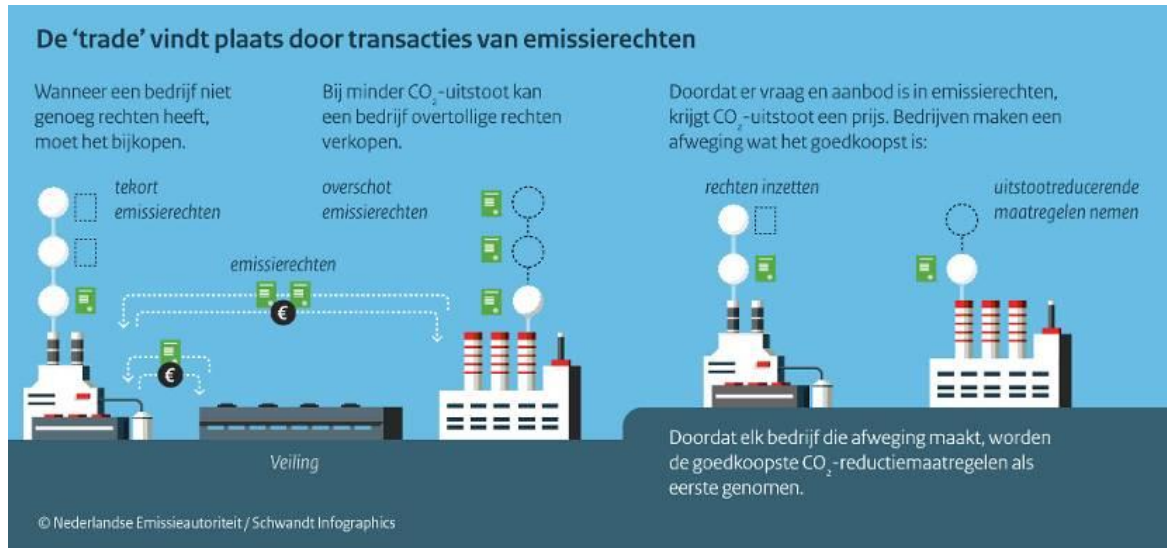 De ‘trade’ vindt plaats door transacties van emissierechten
Wanneer een bedrijf niet
genoeg rechten heeft,
moet het bijkopen.
Bij minder CO₂-uitstoot kan
een bedrijf overtollige rechten
verkopen.
Doordat er vraag en aanbod is in emissierechten,
krijgt CO₂-uitstoot een prijs. Bedrijven maken een
afweging wat het goedkoopst is:
tekort
emissierechten
overschot
emissierechten
emissierechten
€
€
Veiling
rechten inzetten
uitstootreducerende
maatregelen nemen
Doordat elk bedrijf die afweging maakt, worden
de goedkoopste CO₂-reductiemaatregelen als
eerste genomen.
© Nederlandse Emissieautoriteit / Schwandt Infographics